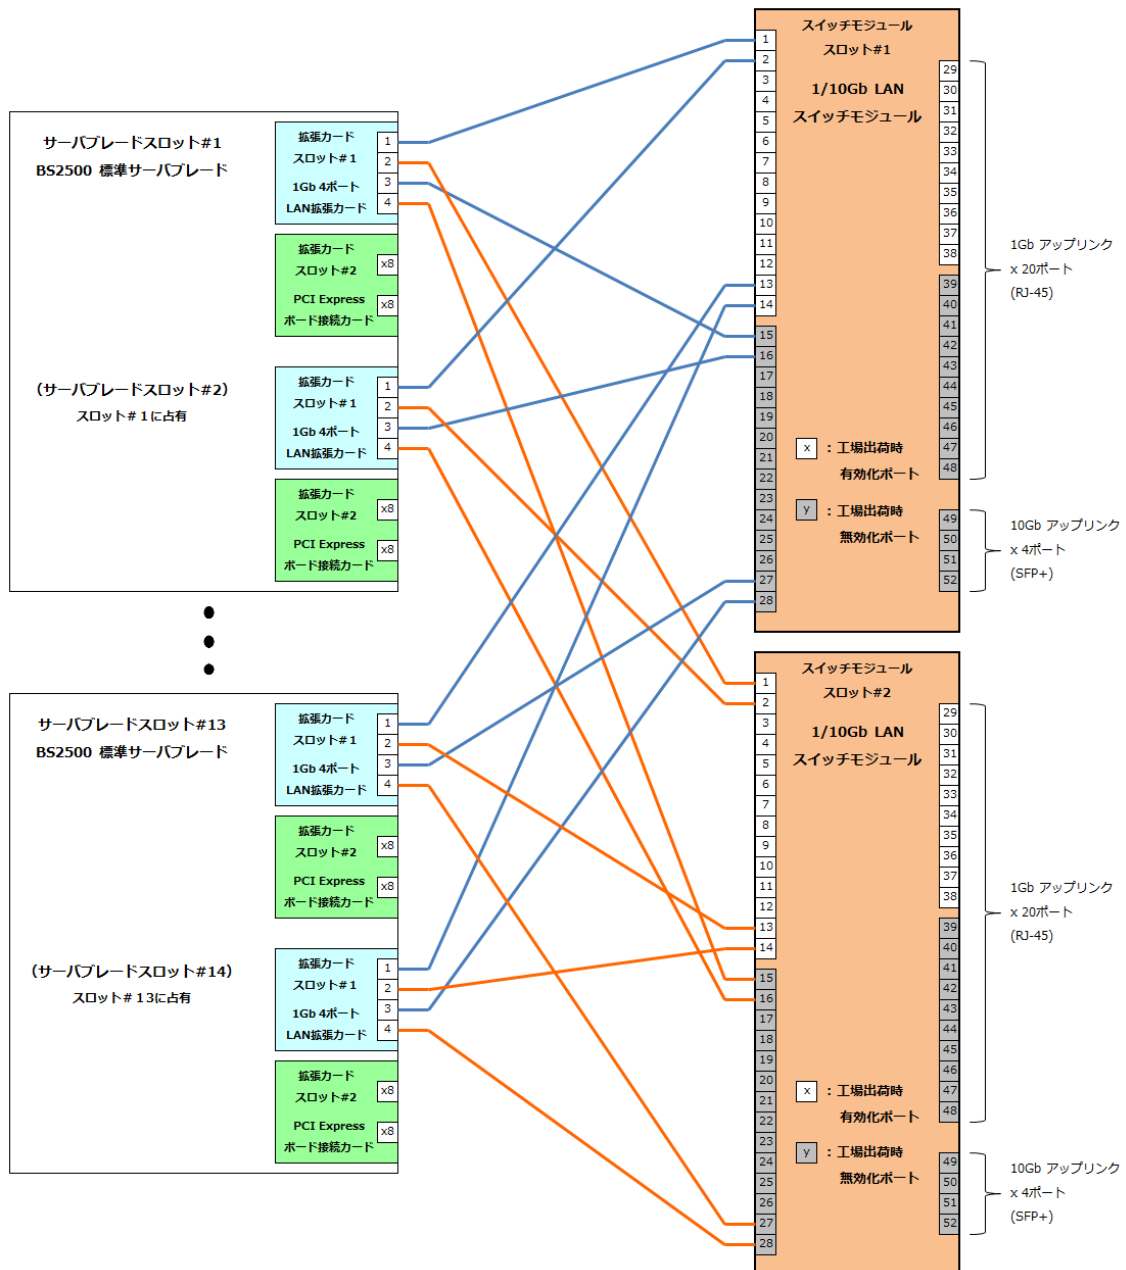 サーバブレードスロット#1
BS2500 標準サーバブレード
拡張カード
スロット#1
1Gb 4ポート
LAN拡張カード
1
2
3
4
拡張カード
スロット#2
PCI Express
ボード接続カード
x8
x8
(サーバブレードスロット#2)
スロット#1に占有
拡張カード
スロット#1
1Gb 4ポート
LAN拡張カード
1
2
3
4
拡張カード
スロット#2
PCI Express
ボード接続カード
x8
x8
サーバブレードスロット#13
BS2500 標準サーバブレード
拡張カード
スロット#1
1Gb 4ポート
LAN拡張カード
1
2
3
4
拡張カード
スロット#2
PCI Express
ボード接続カード
x8
x8
(サーバブレードスロット#14)
スロット#13に占有
拡張カード
スロット#1
1Gb 4ポート
LAN拡張カード
1
2
3
4
拡張カード
スロット#2
PCI Express
ボード接続カード
x8
x8
スイッチモジュール
スロット#1
1/10Gb LAN
スイッチモジュール
1
2
3
4
5
6
7
8
9
10
11
12
13
14
15
16
17
18
19
20
21
22
23
24
25
26
27
28
29
30
31
32
33
34
35
36
37
38
39
40
41
42
43
44
45
46
47
48
49
50
51
52
x :工場出荷時
有効化ポート
y :工場出荷時
無効化ポート
1Gb アップリンク
x 20ポート
(RJ-45)
10Gb アップリンク
x 4ポート
(SFP+)
スイッチモジュール
スロット#2
1/10Gb LAN
スイッチモジュール
1
2
3
4
5
6
7
8
9
10
11
12
13
14
15
16
17
18
19
20
21
22
23
24
25
26
27
28
29
30
31
32
33
34
35
36
37
38
39
40
41
42
43
44
45
46
47
48
49
50
51
52
x :工場出荷時
有効化ポート
y :工場出荷時
無効化ポート
1Gb アップリンク
x 20ポート
(RJ-45)
10Gb アップリンク
x 4ポート
(SFP+)